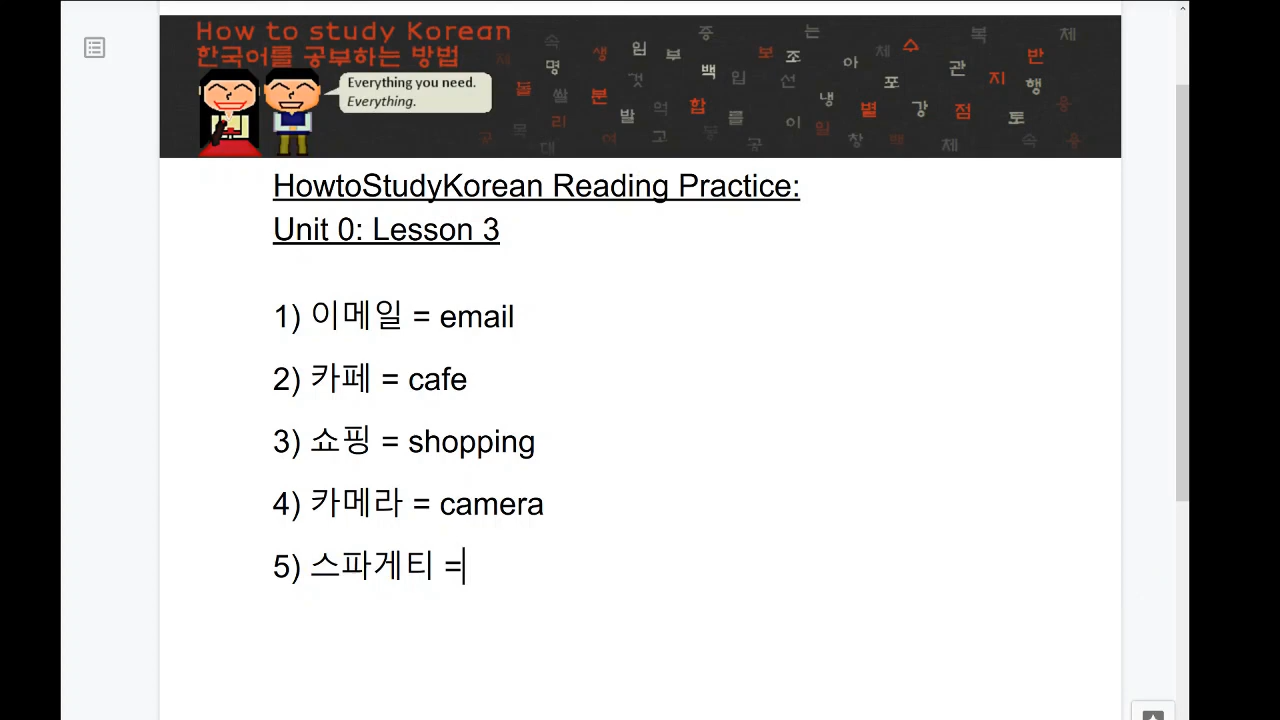 How to study Korean
한국어를 공부하는 방법
Everything you need.
Everything.
HowtoStudyKorean Reading Practice:
Unit 0: Lesson 3
1) 이메일 = email
2) 카페 = cafe
3) 쇼핑 = shopping
4) 카메라 = camera
5) 스파게티 =